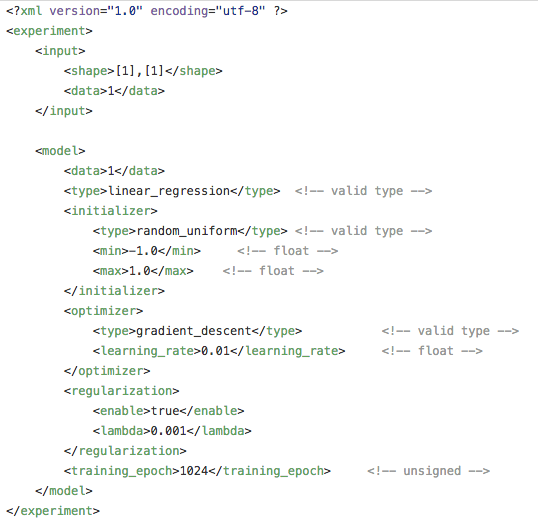 <?xml version="1.0" encoding="utf-8" ?>
<experiment>
    <input>
        <shape>[1],[1]</shape>
        <data>1</data>
    </input>

    <model>
        <data>1</data>
        <type>linear_regression</type>  <!-- valid type -->
        <initializer>
            <type>random_uniform</type> <!-- valid type -->
            <min>-1.0</min>     <!-- float -->
            <max>1.0</max>    <!-- float -->
        </initializer>
        <optimizer>
            <type>gradient_descent</type>           <!-- valid type -->
            <learning_rate>0.01</learning_rate>     <!-- float -->
        </optimizer>
        <regularization>
            <enable>true</enable>
            <lambda>0.001</lambda>
        </regularization>
        <training_epoch>1024</training_epoch>     <!-- unsigned -->
    </model>
</experiment>